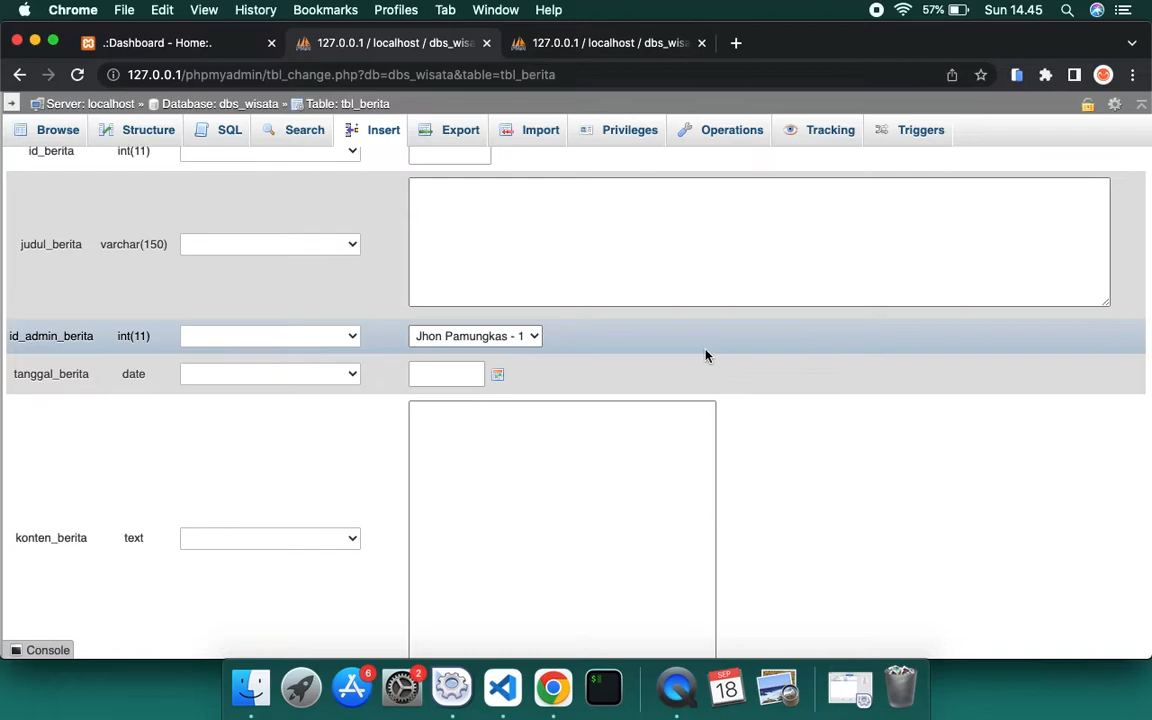 Chrome File Edit View History Bookmarks Profiles Tab Window Help 57% Sun 14.45
.:Dashboard - Home:. 127.0.0.1 / localhost / dbs_wisa 127.0.0.1 / localhost / dbs_wisa
127.0.0.1/phpmyadmin/tbl_change.php?db=dbs_wisata&table=tbl_berita
Server: localhost » Database: dbs_wisata » Table: tbl_berita
Browse Structure SQL Search Insert Export Import Privileges Operations Tracking Triggers
id_berita int(11)
judul_berita varchar(150)
id_admin_berita int(11) Jhon Pamungkas - 1
tanggal_berita date
konten_berita text
Console
6 2
SEP
18